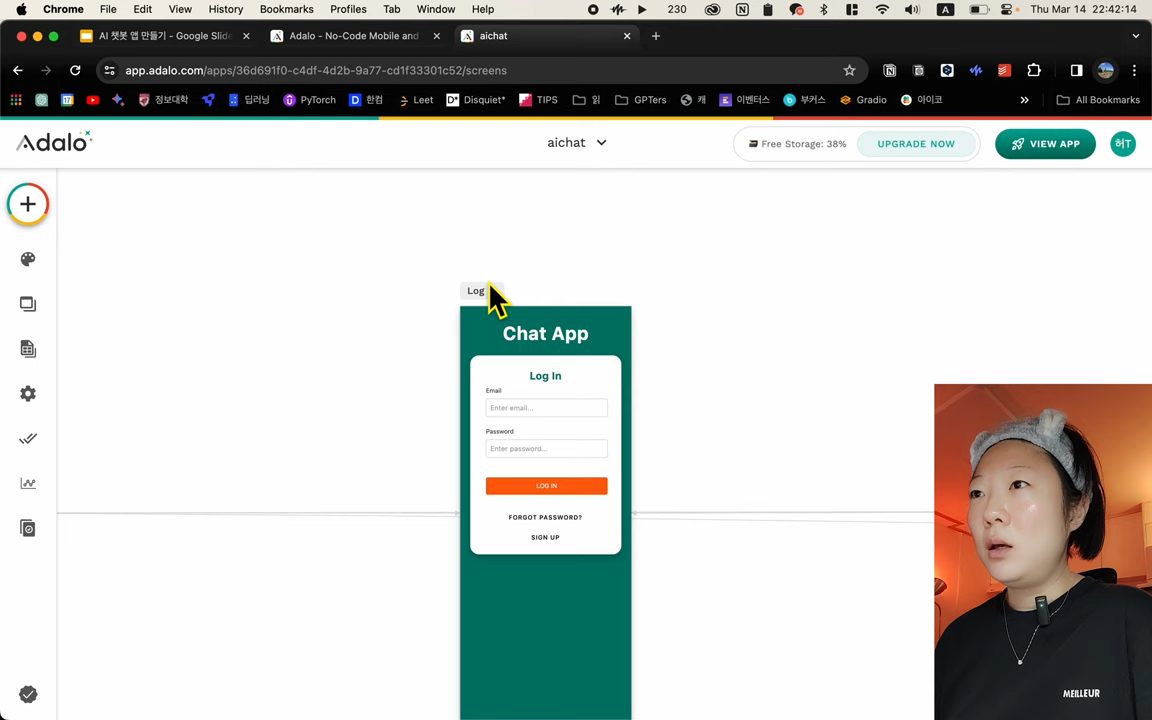 Chrome File Edit View History Bookmarks Profiles Tab Window Help 230 A Thu Mar 14 22:42:14
AI 챗봇 앱 만들기 - Google Slide Adalo - No-Code Mobile and aichat
app.adalo.com/apps/36d691f0-c4df-4d2b-9a77-cd1f33301c52/screens
정보대학 딥러닝 PyTorch 한컴 Leet Disquiet* TIPS 읽 GPTers 캐 이벤터스 부커스 Gradio 아이코 All Bookmarks
Adalo aichat Free Storage: 38% UPGRADE NOW VIEW APP 허T
Log
Chat App
Log In
Email
Enter email...
Password
Enter password...
LOG IN
FORGOT PASSWORD?
SIGN UP
MEILLEUR